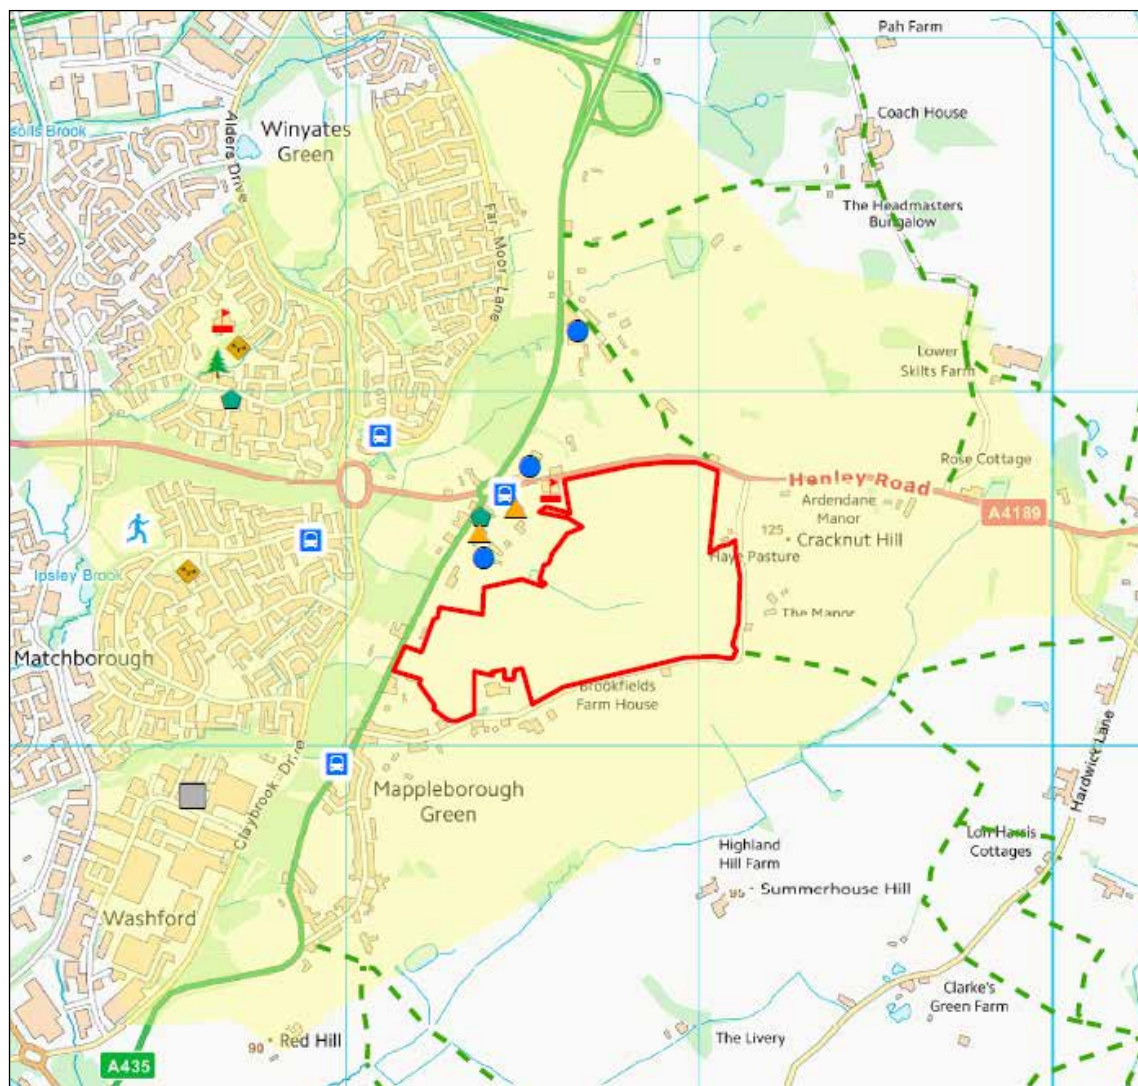 Pah Farm
Coach House
Winyates
Green
Alders Drive
Far Moor Lane
The Headmasters
Bungalow
es
Lower
Skilts Farm
Rose Cottage
Henley Road
A4189
Ardendane
Manor
125
Cracknut Hill
Haye Pasture
The Manor
Ipsley Brook
Matchborough
Brookfields
Farm House
Claybrook Drive
Mappleborough
Green
Hardwick Lane
Highland
Hill Farm
95
Summerhouse Hill
Cottages
Washford
Clarke's
Green Farm
The Livery
90
Red Hill
A435